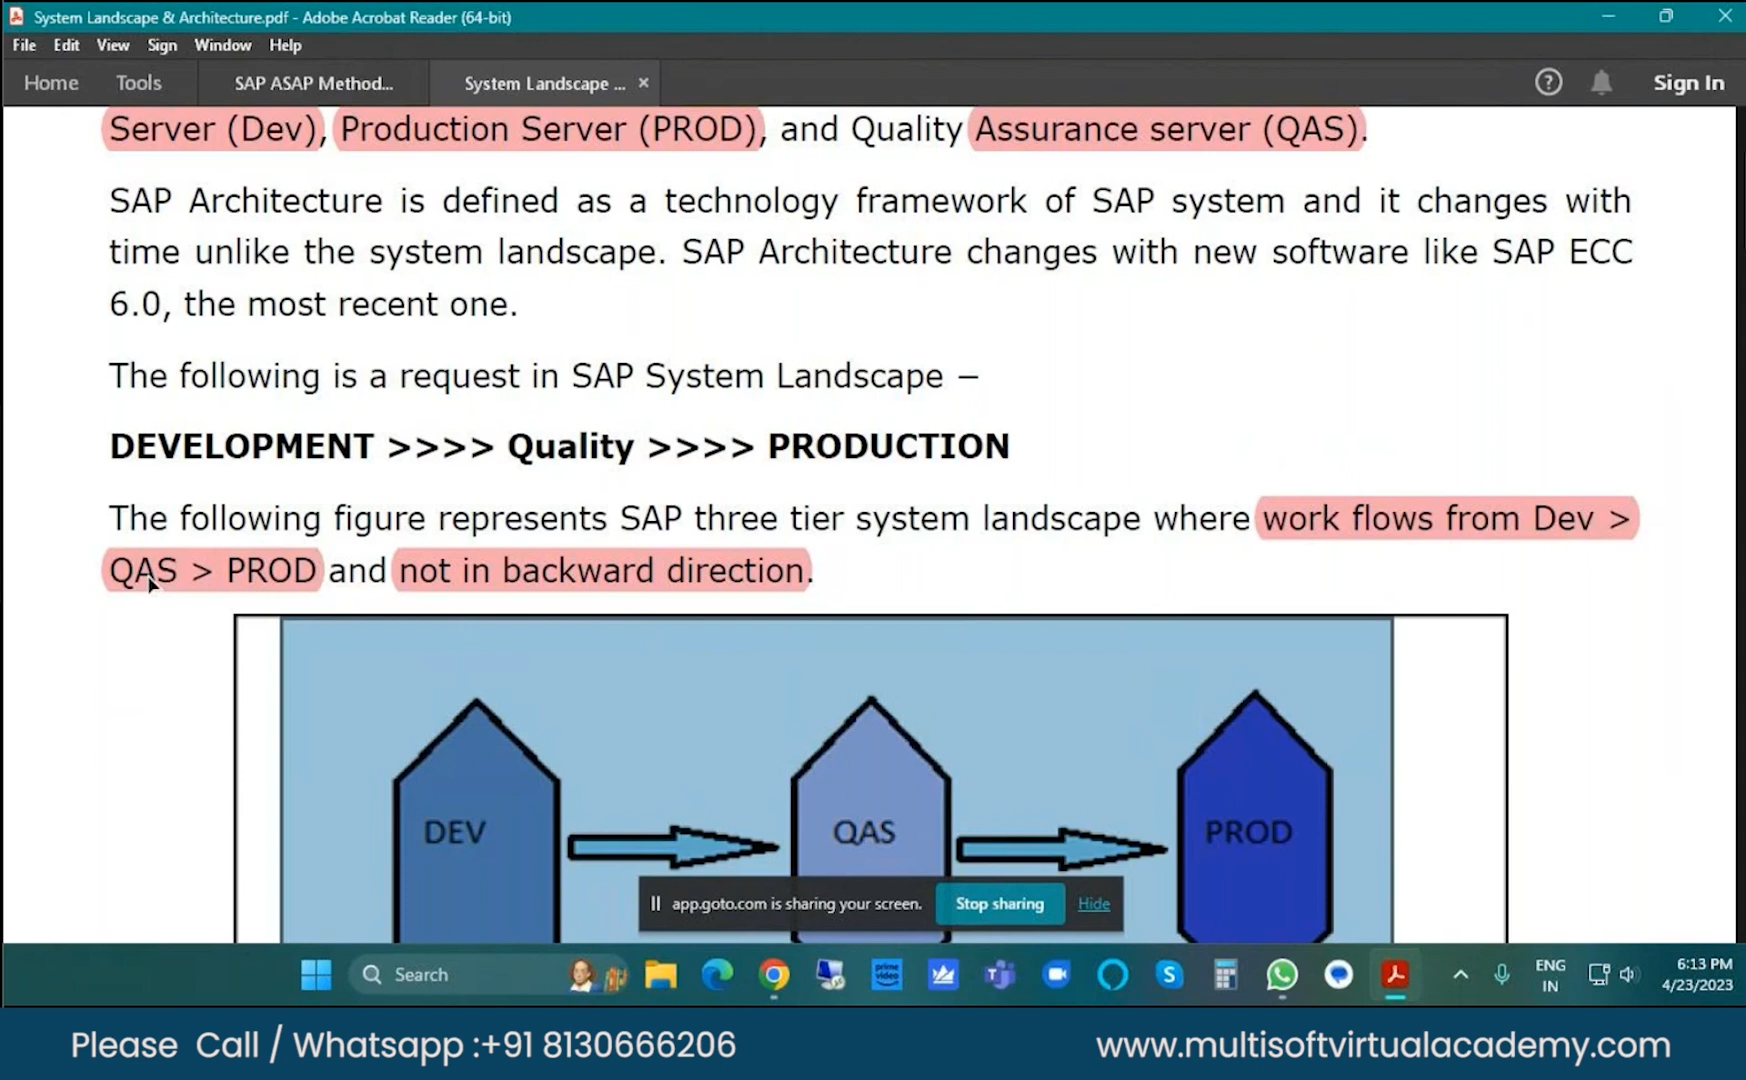 System Landscape & Architecture.pdf - Adobe Acrobat Reader (64-bit)
File Edit View Sign Window Help
Home Tools SAP ASAP Method... System Landscape ... × ? Sign In
Server (Dev), Production Server (PROD), and Quality Assurance server (QAS).
SAP Architecture is defined as a technology framework of SAP system and it changes with
time unlike the system landscape. SAP Architecture changes with new software like SAP ECC
6.0, the most recent one.
The following is a request in SAP System Landscape –
DEVELOPMENT >>>> Quality >>>> PRODUCTION
The following figure represents SAP three tier system landscape where work flows from Dev >
QAS > PROD and not in backward direction.
DEV QAS PROD
app.goto.com is sharing your screen. Stop sharing Hide
Search prime video S ENG 6:13 PM
IN 4/23/2023
Please Call / Whatsapp :+91 8130666206 www.multisoftvirtualacademy.com